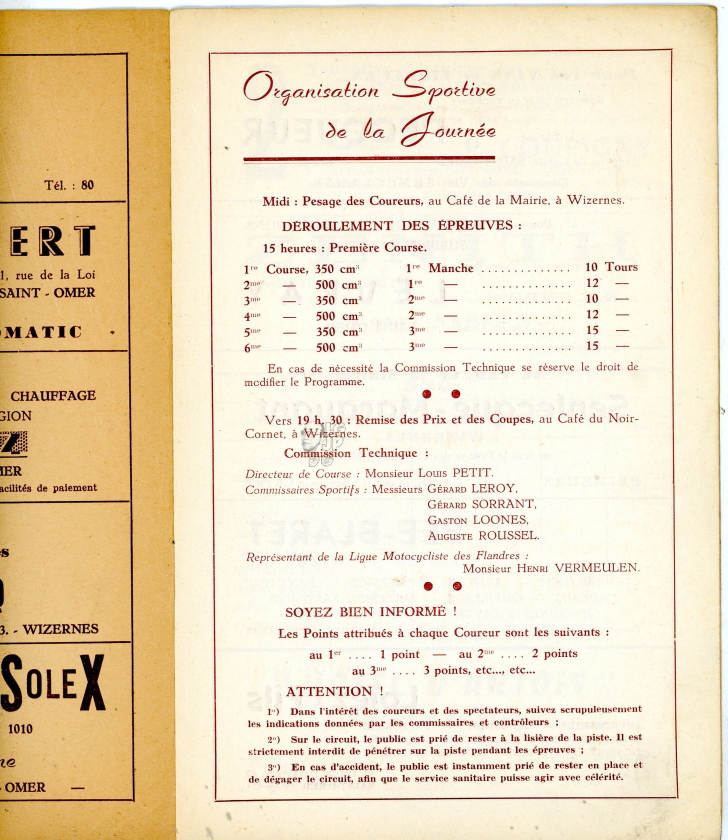 Tél. : 80
ERT
1, rue de la Loi
SAINT - OMER
OMATIC
CHAUFFAGE
GION
Z
MER
acilités de paiement
s
3. - WIZERNES
SOLEX
1010
ne
- OMER —
Organisation Sportive
de la Journée
Midi : Pesage des Coureurs, au Café de la Mairie, à Wizernes.
DÉROULEMENT DES ÉPREUVES :
15 heures : Première Course.
1re Course, 350 cm3 1re Manche ............. 10 Tours
2me — 500 cm3 1re — ............. 12 —
3me — 350 cm3 2me — ............. 10 —
4me — 500 cm3 2me — ............. 12 —
5me — 350 cm3 3me — ............. 15 —
6me — 500 cm3 3me — ............. 15 —
En cas de nécessité la Commission Technique se réserve le droit de
modifier le Programme.
Vers 19 h. 30 : Remise des Prix et des Coupes, au Café du Noir-
Cornet, à Wizernes.
Commission Technique :
Directeur de Course : Monsieur Louis PETIT.
Commissaires Sportifs : Messieurs Gérard LEROY,
Gérard SORRANT,
Gaston LOONES,
Auguste ROUSSEL.
Représentant de la Ligue Motocycliste des Flandres :
Monsieur Henri VERMEULEN.
SOYEZ BIEN INFORMÉ !
Les Points attribués à chaque Coureur sont les suivants :
au 1er .... 1 point — au 2me .... 2 points
au 3me .... 3 points, etc..., etc...
ATTENTION !
1°) Dans l'intérêt des coureurs et des spectateurs, suivez scrupuleusement
les indications données par les commissaires et contrôleurs ;
2°) Sur le circuit, le public est prié de rester à la lisière de la piste. Il est
strictement interdit de pénétrer sur la piste pendant les épreuves ;
3°) En cas d'accident, le public est instamment prié de rester en place et
de dégager le circuit, afin que le service sanitaire puisse agir avec célérité.